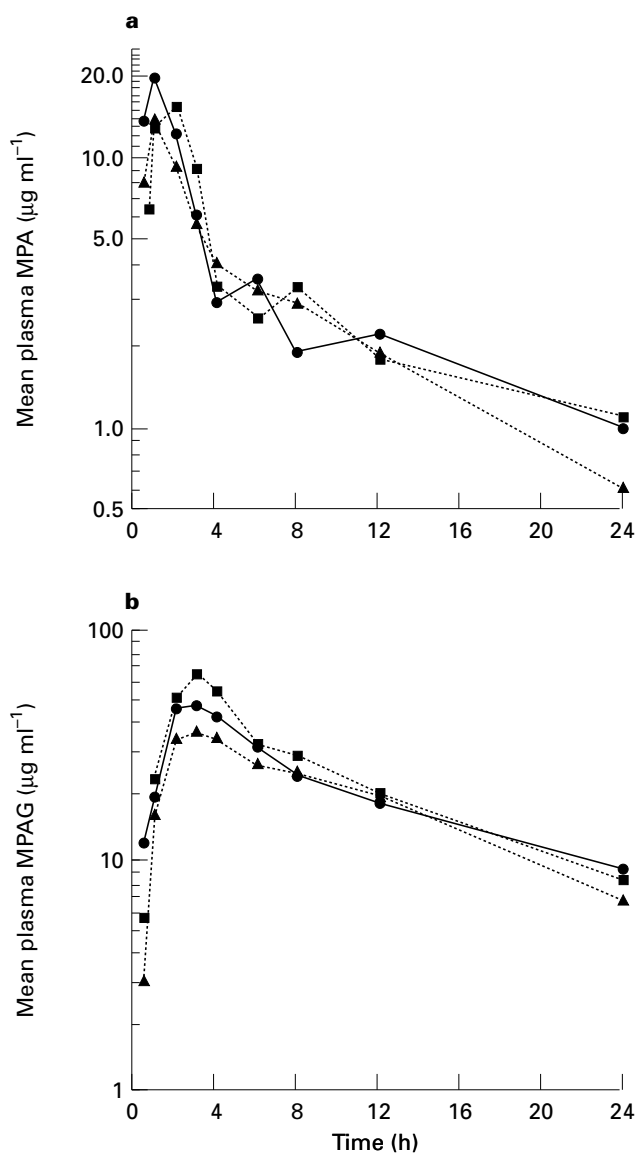 a
20.0
10.0
5.0
1.0
0.5
Mean plasma MPA (μg ml⁻¹)
0 4 8 12 16 20 24
b
100
10
1
Mean plasma MPAG (μg ml⁻¹)
0 4 8 12 16 20 24
Time (h)